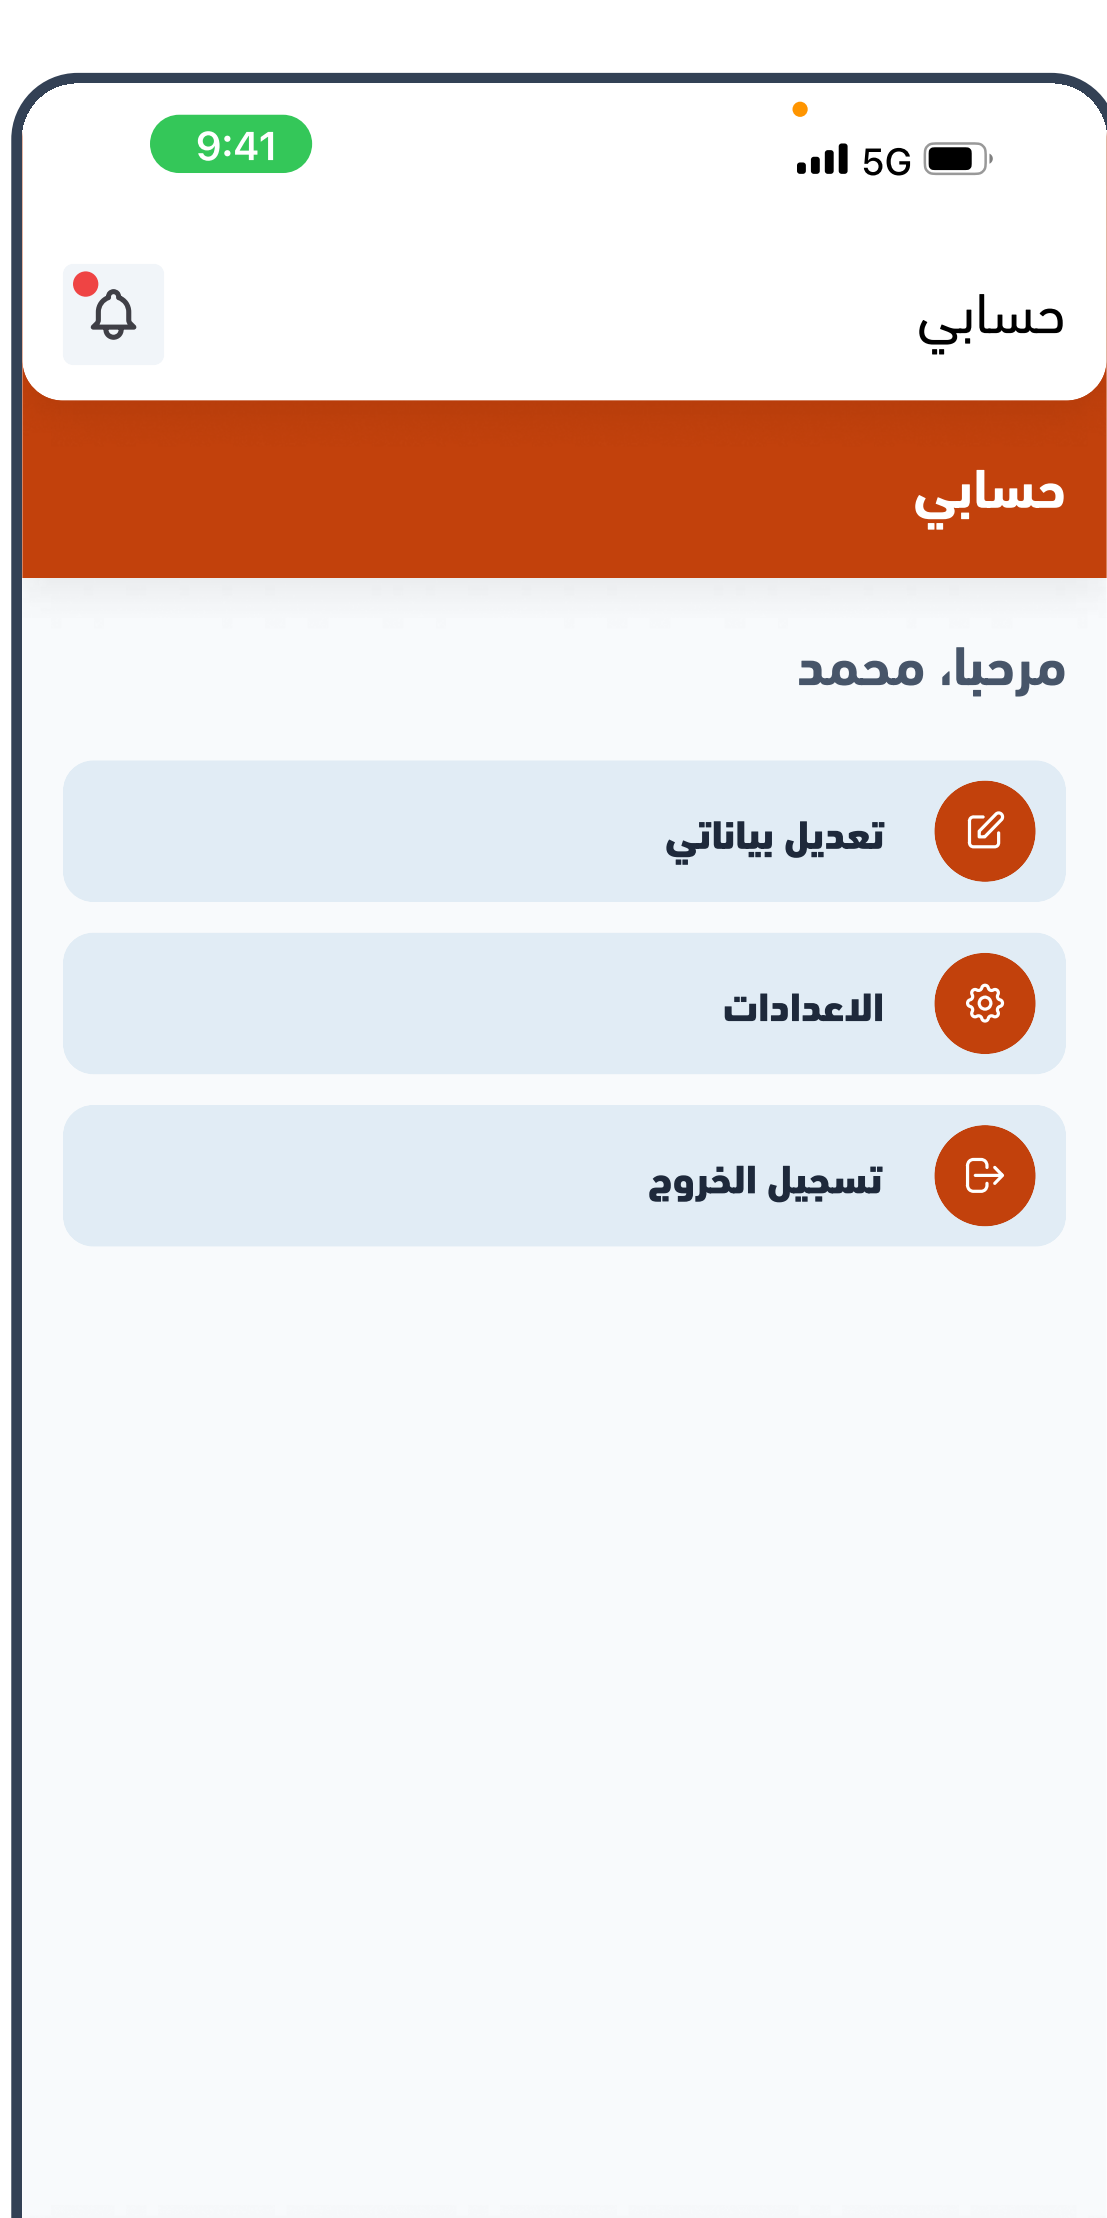 9:41
5G
حسابي
حسابي
مرحبا، محمد
تعديل بياناتي
الاعدادات
تسجيل الخروج